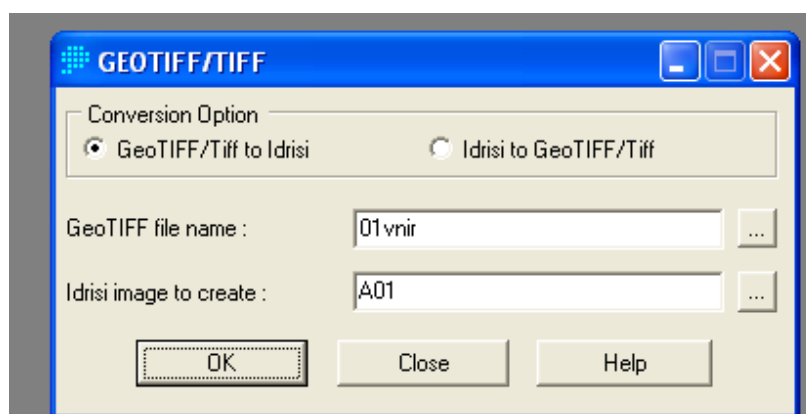 GEOTIFF/TIFF
Conversion Option
GeoTIFF/Tiff to Idrisi
Idrisi to GeoTIFF/Tiff
GeoTIFF file name :
01vnir
...
Idrisi image to create :
A01
...
OK
Close
Help